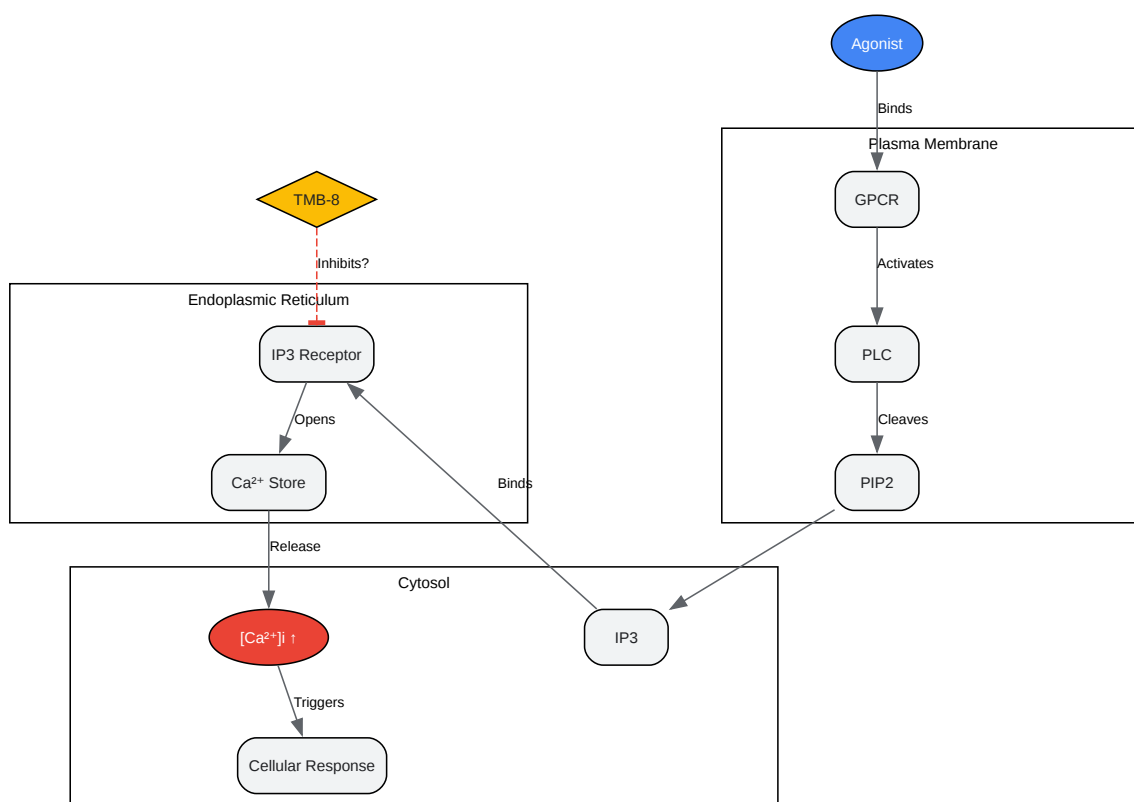 Agonist
Binds
Plasma Membrane
GPCR
TMB-8
Inhibits?
Activates
Endoplasmic Reticulum
IP3 Receptor
PLC
Opens
Cleaves
Ca²⁺ Store
Binds
PIP2
Release
Cytosol
[Ca²⁺]i ↑
IP3
Triggers
Cellular Response